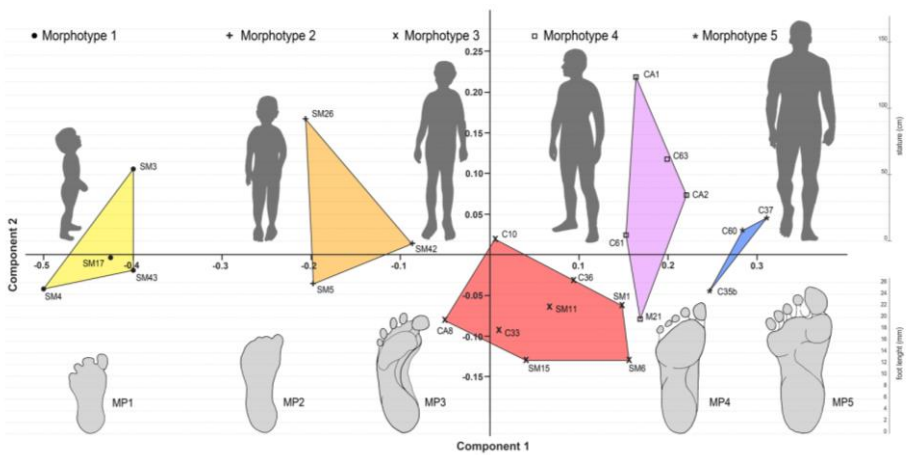 Morphotype 1 Morphotype 2 Morphotype 3 Morphotype 4 Morphotype 5
0.25
150
CA1
0.20
SM26
100
0.15
C63
SM3
0.10
CA2
50
stature (cm)
0.05
C37
C10
C61
C60
SM42
0
Component 2
SM17
-0.5 -0.4 -0.3 -0.2 -0.1 0.1 0.2 0.3
SM43
C36
SM4
SM5
-0.05
SM1
C35b
SM11
M21
CA8
C33
-0.10
SM15
SM6
-0.15
MP1 MP2 MP3 MP4 MP5
26
24
22
20
18
16
14
12
10
8
6
4
2
0
foot lenght (mm)
Component 1